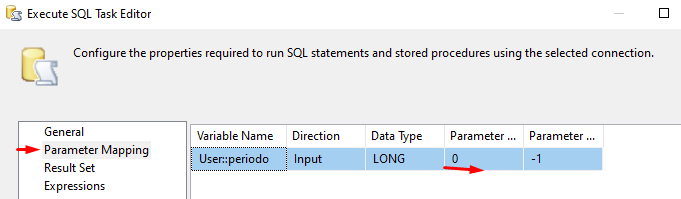 Execute SQL Task Editor
Configure the properties required to run SQL statements and stored procedures using the selected connection.
General
Parameter Mapping
Result Set
Expressions
Variable Name Direction Data Type Parameter ... Parameter ...
User::periodo Input LONG 0 -1